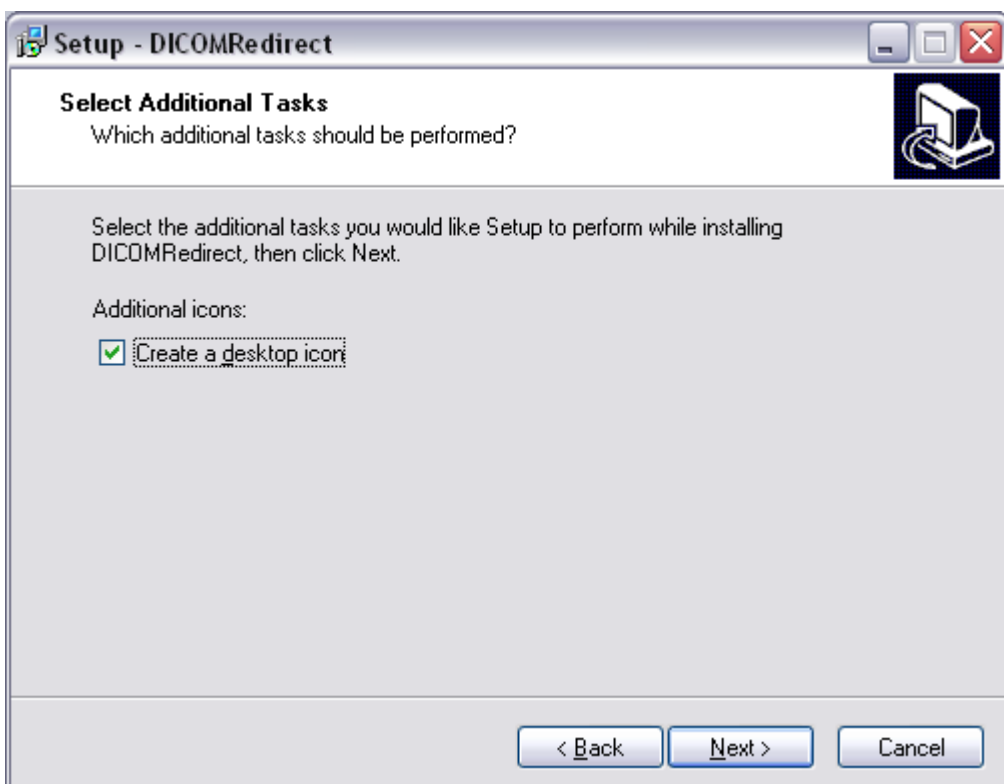 Setup - DICOMRedirect
Select Additional Tasks
Which additional tasks should be performed?
Select the additional tasks you would like Setup to perform while installing
DICOMRedirect, then click Next.
Additional icons:
Create a desktop icon
< Back
Next >
Cancel